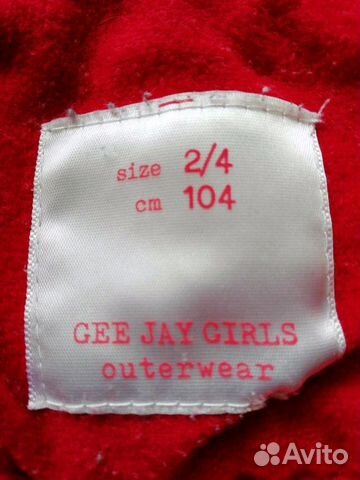 size 2/4
cm 104
GEE JAY GIRLS
outerwear
Avito